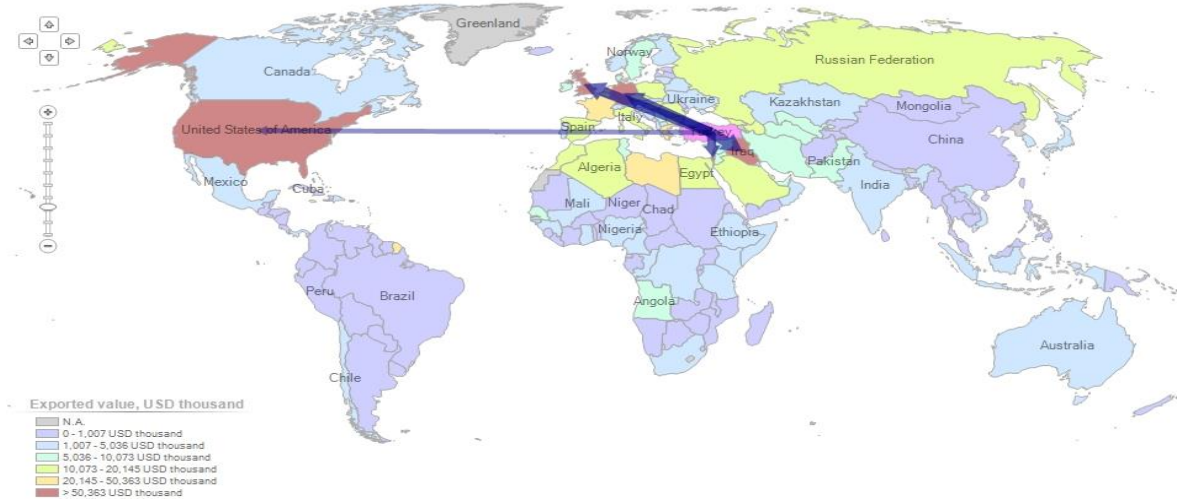 Greenland
Norway
Russian Federation
Canada
Ukraine
Kazakhstan
Mongolia
Italy
United States of America
Spain
Turkey
China
Iraq
Algeria
Egypt
Pakistan
Mexico
Cuba
India
Mali
Niger
Chad
Nigeria
Ethiopia
Peru
Brazil
Angola
Australia
Chile
Exported value, USD thousand
N.A.
0 - 1,007 USD thousand
1,007 - 5,036 USD thousand
5,036 - 10,073 USD thousand
10,073 - 20,145 USD thousand
20,145 - 50,363 USD thousand
> 50,363 USD thousand